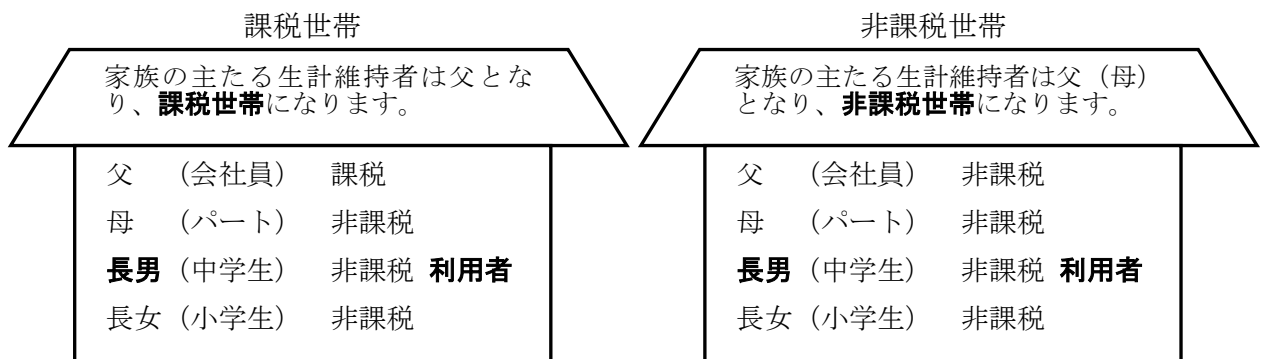 課税世帯
家族の主たる生計維持者は父とな
り、課税世帯になります。
父 （会社員） 課税
母 （パート） 非課税
長男（中学生） 非課税 利用者
長女（小学生） 非課税
非課税世帯
家族の主たる生計維持者は父（母）
となり、非課税世帯になります。
父 （会社員） 非課税
母 （パート） 非課税
長男（中学生） 非課税 利用者
長女（小学生） 非課税